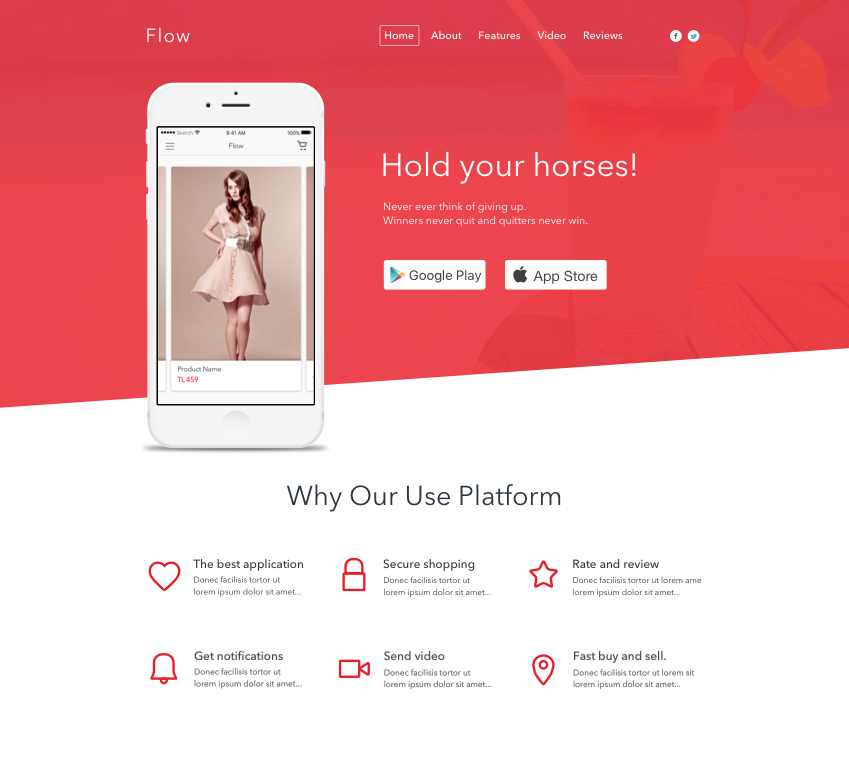 Flow
Home About Features Video Reviews
Sketch 9:41 AM 100%
Flow
Product Name
TL 459
Hold your horses!
Never ever think of giving up.
Winners never quit and quitters never win.
Google Play
App Store
Why Our Use Platform
The best application
Donec facilisis tortor ut
lorem ipsum dolor sit amet...
Secure shopping
Donec facilisis tortor ut
lorem ipsum dolor sit amet...
Rate and review
Donec facilisis tortor ut lorem ame
lorem ipsum dolor sit amet...
Get notifications
Donec facilisis tortor ut
lorem ipsum dolor sit amet...
Send video
Donec facilisis tortor ut
lorem ipsum dolor sit amet...
Fast buy and sell.
Donec facilisis tortor ut lorem sit
lorem ipsum dolor sit amet...